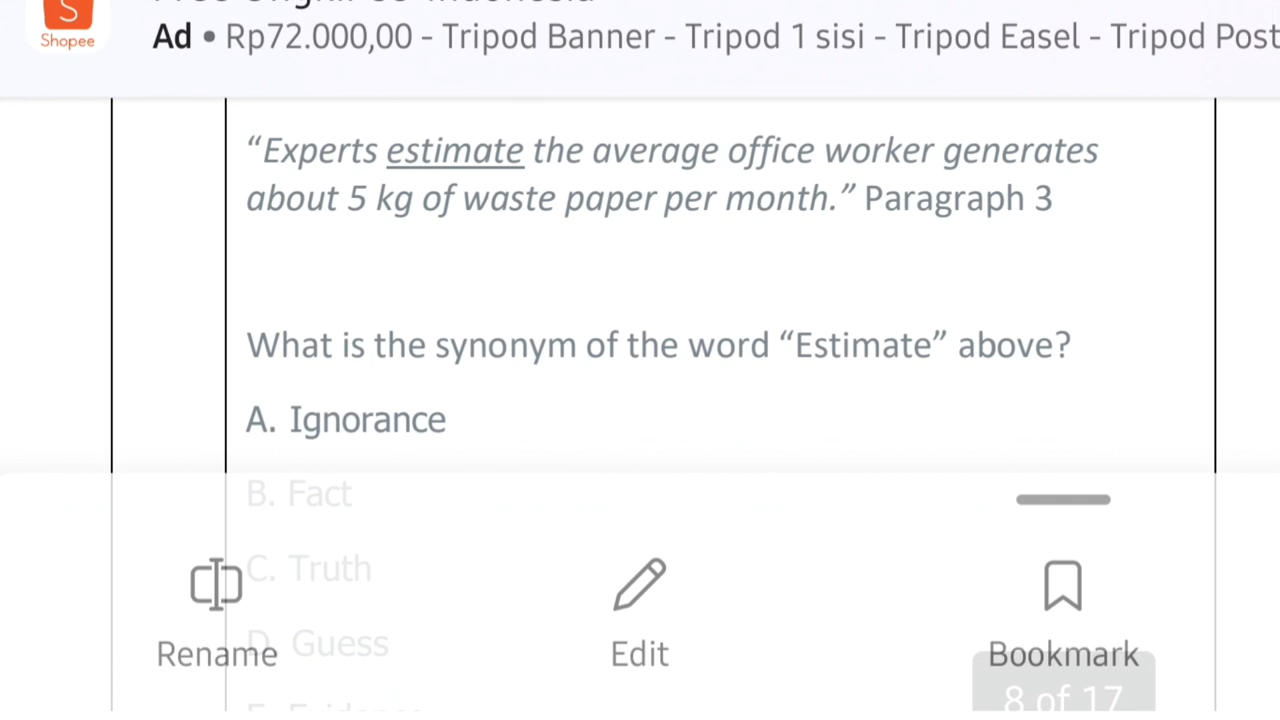 S
Shopee
Ad • Rp72.000,00 - Tripod Banner - Tripod 1 sisi - Tripod Easel - Tripod Post
“Experts estimate the average office worker generates
about 5 kg of waste paper per month.” Paragraph 3
What is the synonym of the word “Estimate” above?
A. Ignorance
B. Fact
C. Truth
D. Guess
Rename
Edit
Bookmark
8 of 17